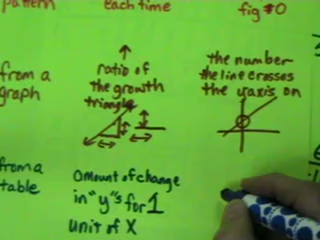 pattern
each time
fig #0
from a
graph
ratio of
the growth
triangle
the number
the line crosses
the y axis on
from a
table
Amount of change
in "y"s for 1
unit of X